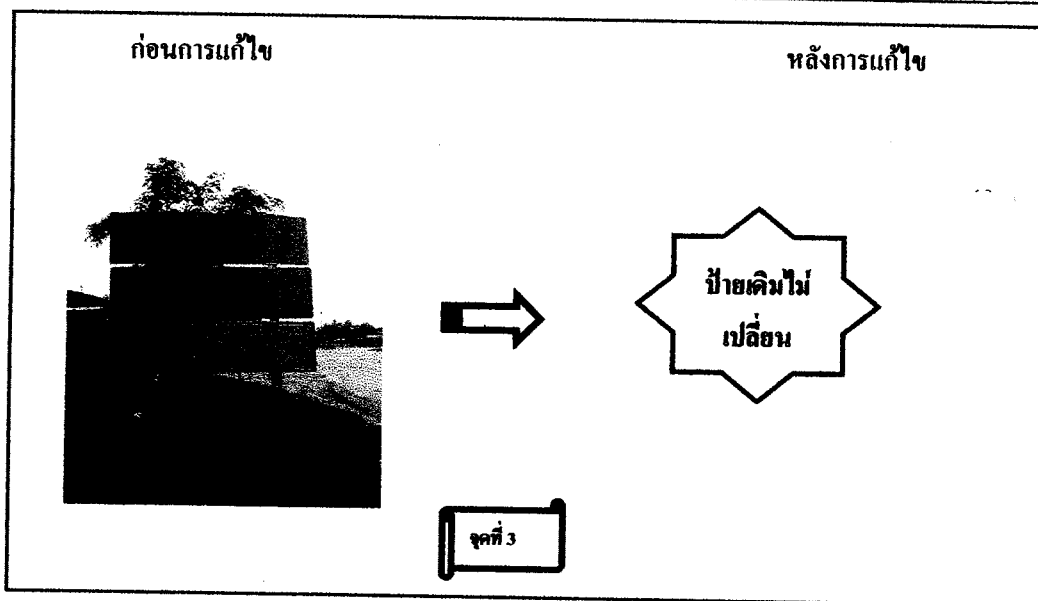 ก่อนการแก้ไข
หลังการแก้ไข
ป้ายเดิมไม่
เปลี่ยน
จุดที่ 3